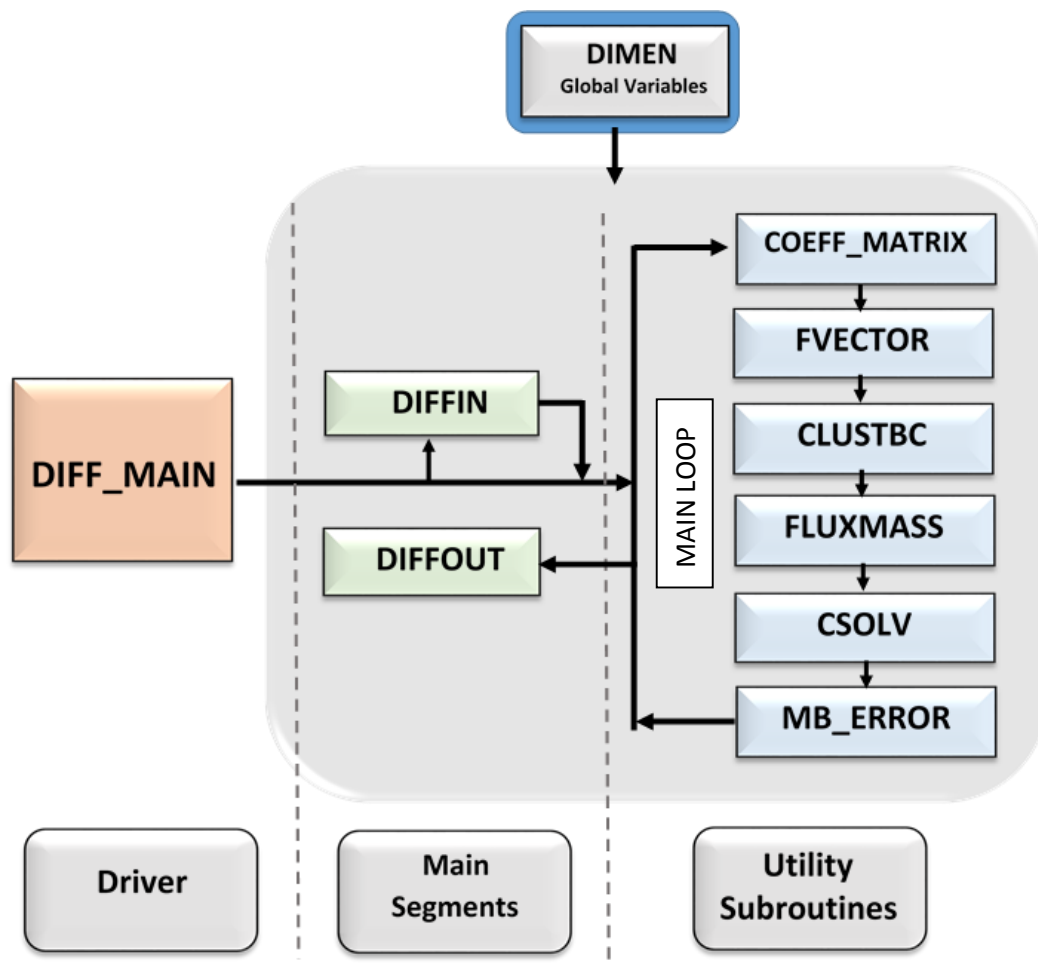 DIMEN
Global Variables
COEFF_MATRIX
FVECTOR
DIFFIN
CLUSTBC
DIFF_MAIN
MAIN LOOP
FLUXMASS
DIFFOUT
CSOLV
MB_ERROR
Driver
Main
Segments
Utility
Subroutines